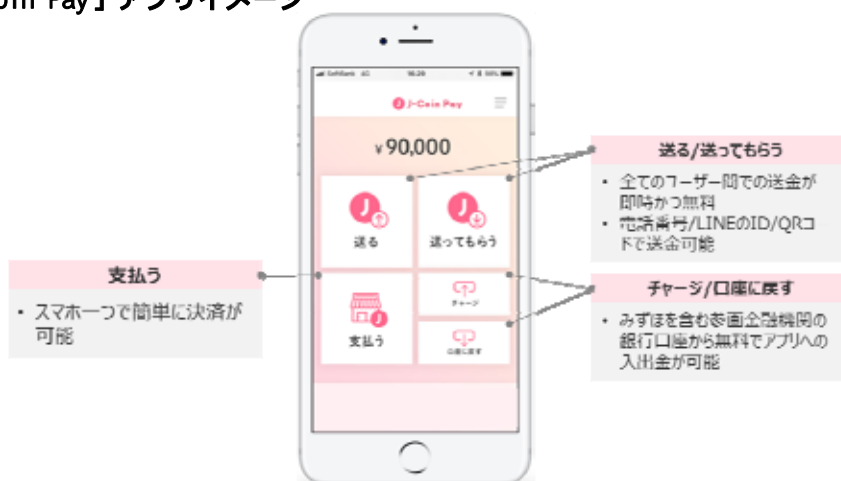 Pay」アプリイメージ
SoftBank 4G
J-Coin Pay
¥90,000
送る
送ってもらう
支払う
チャージ
口座に戻す
支払う
・ スマホ一つで簡単に決済が
可能
送る/送ってもらう
・ 全てのユーザー間での送金が
即時かつ無料
・ 電話番号/LINEのID/QRコー
ドで送金可能
チャージ/口座に戻す
・ みずほを含む参画金融機関の
銀行口座から無料でアプリへの
入出金が可能